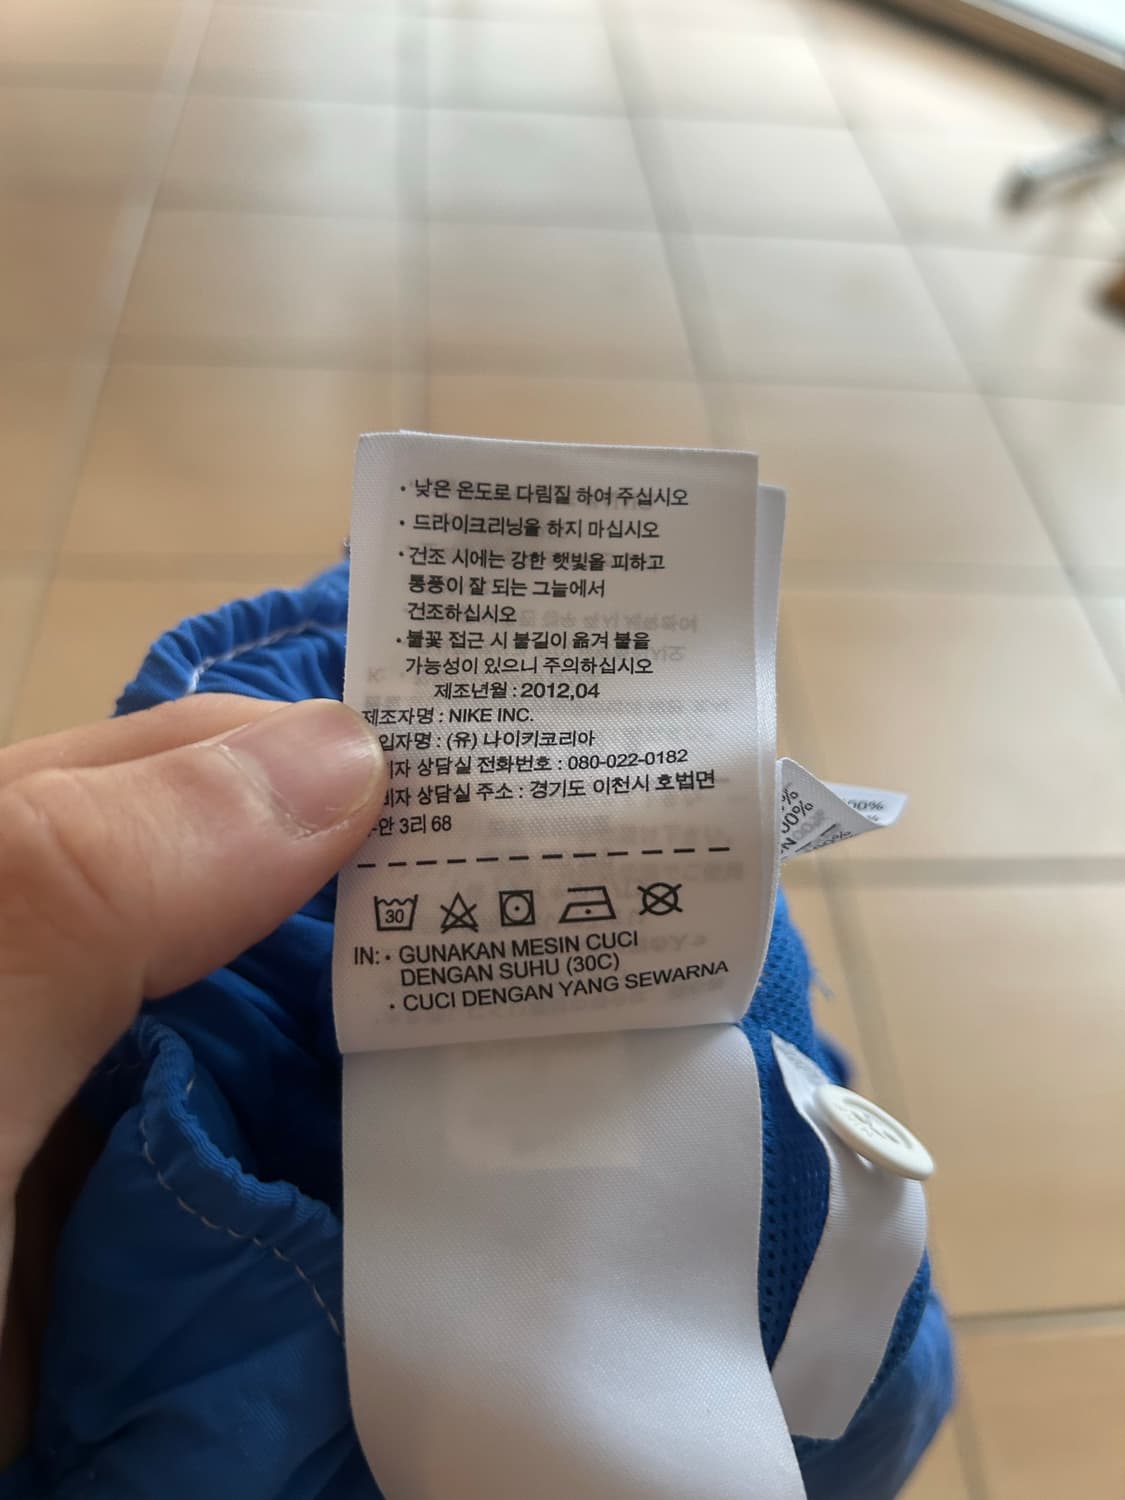 · 낮은 온도로 다림질 하여 주십시오
· 드라이크리닝을 하지 마십시오
· 건조 시에는 강한 햇빛을 피하고
통풍이 잘 되는 그늘에서
건조하십시오
· 불꽃 접근 시 불길이 옮겨 붙을
가능성이 있으니 주의하십시오
제조년월 : 2012,04
제조자명 : NIKE INC.
입자명 : (유) 나이키코리아
자 상담실 전화번호 : 080-022-0182
비자 상담실 주소 : 경기도 이천시 호법면
안 3리 68
30
IN: · GUNAKAN MESIN CUCI
DENGAN SUHU (30C)
· CUCI DENGAN YANG SEWARNA
00%
100%